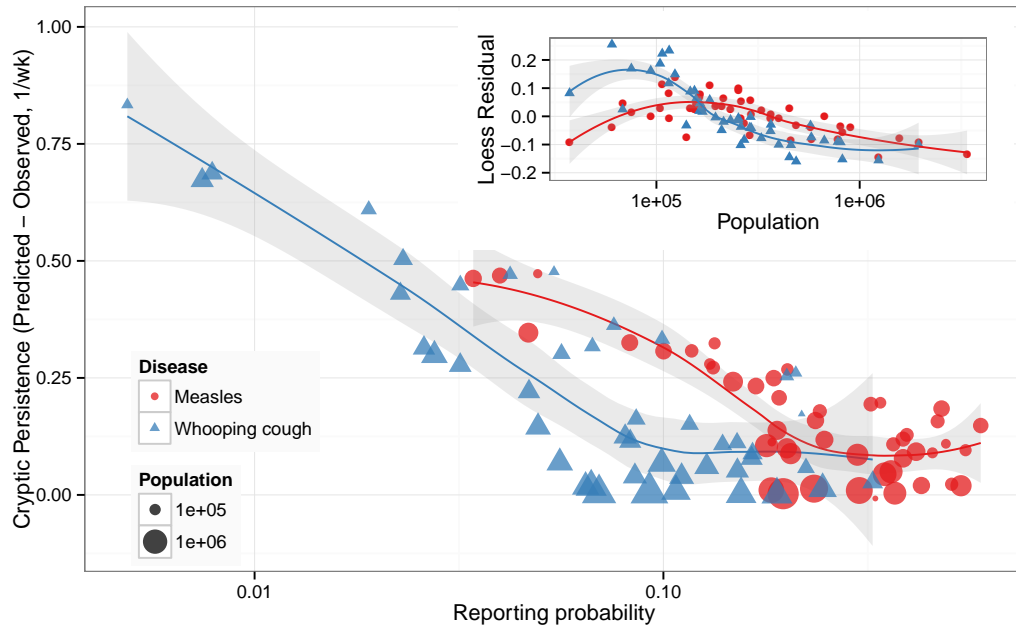 1.00
0.75
0.50
0.25
0.00
Cryptic Persistence (Predicted − Observed, 1/wk)
0.01
0.10
Reporting probability
Disease
Measles
Whooping cough
Population
1e+05
1e+06
0.2
0.1
0.0
−0.1
−0.2
Loess Residual
1e+05
1e+06
Population